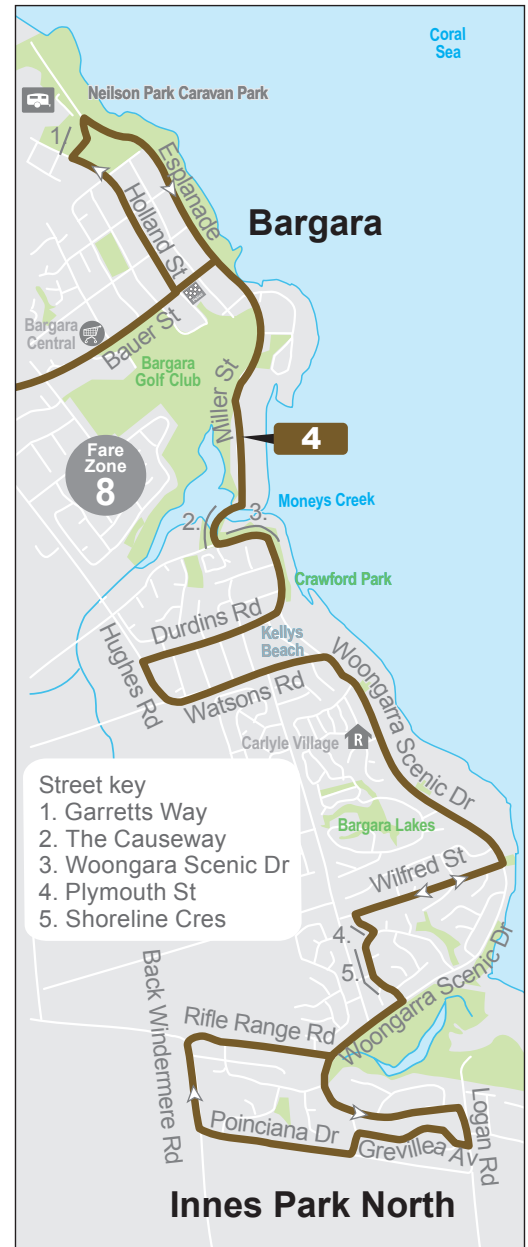 Coral
Sea
Neilson Park Caravan Park
1.
Esplanade
Holland St
Bargara
Bargara
Central
Bauer St
Bargara
Golf Club
Miller St
4
Fare
Zone
8
Moneys Creek
2.
3.
Crawford Park
Durdins Rd
Kellys
Beach
Hughes Rd
Watsons Rd
Woongarra Scenic Dr
Carlyle Village
R
Street key
1. Garretts Way
2. The Causeway
3. Woongara Scenic Dr
4. Plymouth St
5. Shoreline Cres
Bargara Lakes
Wilfred St
4.
5.
Back Windermere Rd
Woongarra Scenic Dr
Rifle Range Rd
Poinciana Dr
Grevillea Av
Logan Rd
Innes Park North